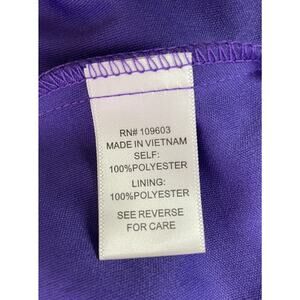 RN# 109603
MADE IN VIETNAM
SELF:
100%POLYESTER
LINING:
100%POLYESTER
SEE REVERSE
FOR CARE